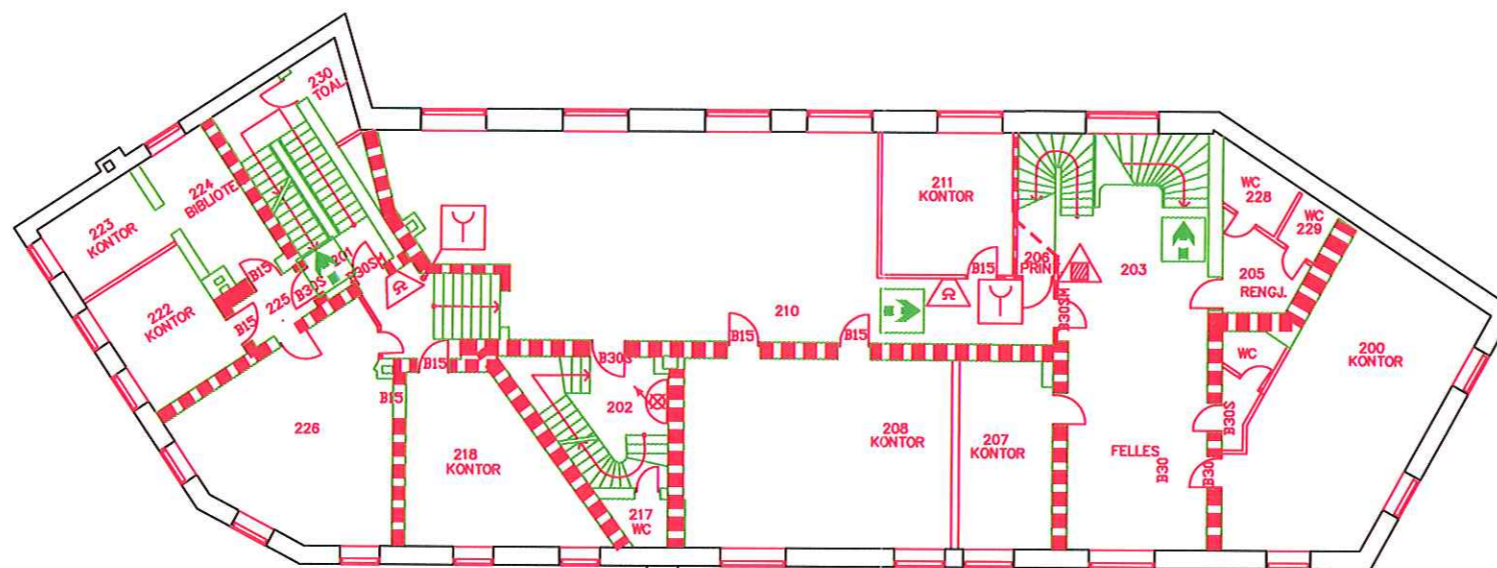 230
TOAL.
224
BIBLIOTEK
223
KONTOR
222
KONTOR
B15
B15
225
B30S
201
B30SM
226
B15
B15
218
KONTOR
B30S
202
217
WC
210
B15
B15
211
KONTOR
B15
206
PRINT
203
B30SM
208
KONTOR
207
KONTOR
FELLES
B30
B30
B30S
WC
228
WC
229
205
RENGJ.
WC
200
KONTOR